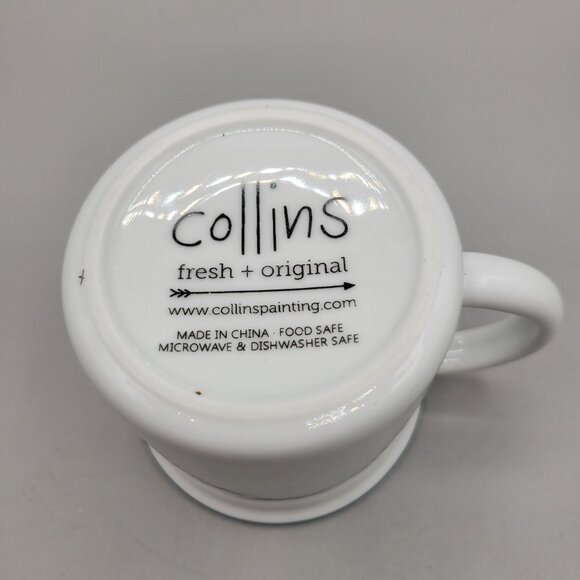 collins
fresh + original
www.collinspainting.com
MADE IN CHINA · FOOD SAFE
MICROWAVE & DISHWASHER SAFE